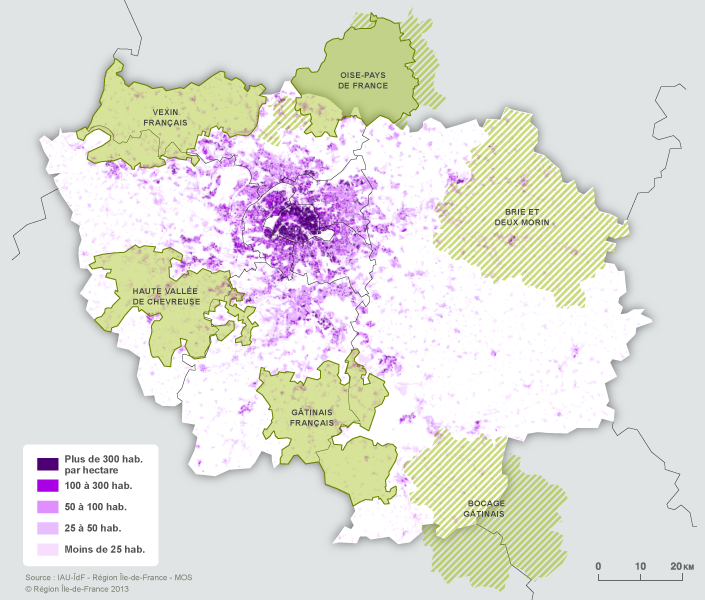 OISE-PAYS
DE FRANCE
VEXIN
FRANÇAIS
BRIE ET
DEUX MORIN
HAUTE VALLÉE
DE CHEVREUSE
GÂTINAIS
FRANÇAIS
BOCAGE
GÂTINAIS
Plus de 300 hab.
par hectare
100 à 300 hab.
50 à 100 hab.
25 à 50 hab.
Moins de 25 hab.
0 10 20 KM
Source : IAU-ÎdF - Région Île-de-France - MOS
© Région Île-de-France 2013